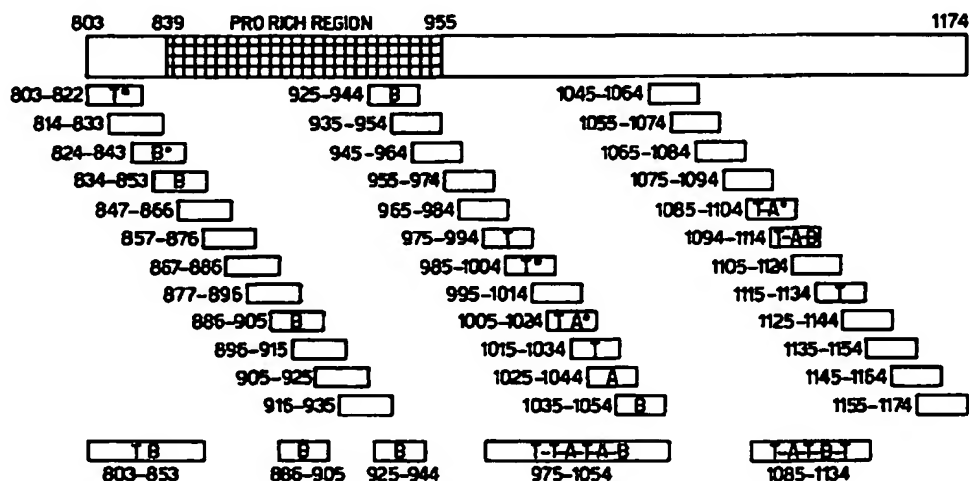 803 839 PRO RICH REGION 955 1174
803-822 T*
814-833
824-843 B*
834-853 B
847-866
857-876
867-886
877-896
886-905 B
896-915
905-925
916-935
925-944 B
935-954
945-964
955-974
965-984
975-994 T
985-1004 T*
995-1014
1005-1024 T A*
1015-1034 T
1025-1044 A
1035-1054 B
1045-1064
1055-1074
1065-1084
1075-1094
1085-1104 T-A*
1094-1114 T-A-B
1105-1124
1115-1134 T
1125-1144
1135-1154
1145-1164
1155-1174
T B B B T-TA-TA-B T-A-T-B-T
803-853 886-905 925-944 975-1054 1085-1134